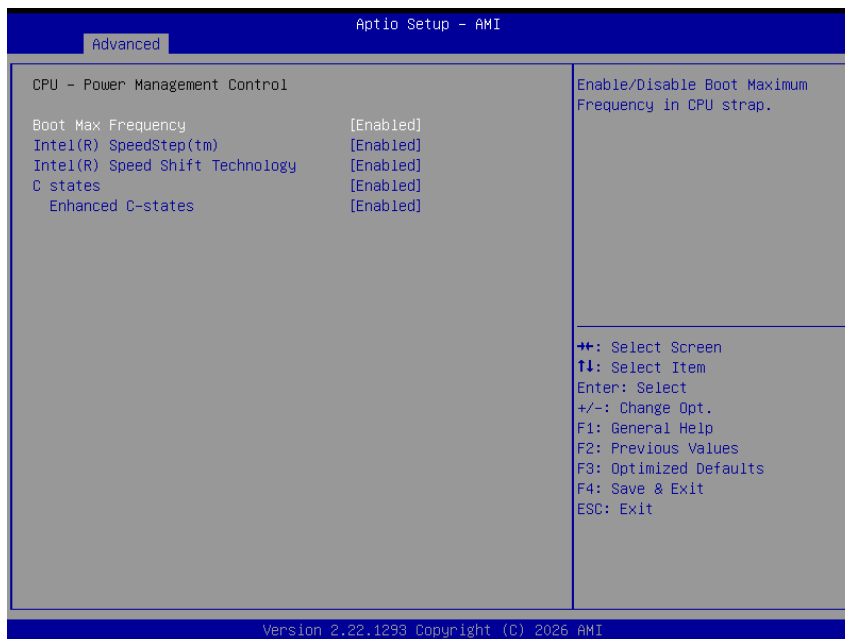 Aptio Setup – AMI
Advanced
CPU – Power Management Control
Boot Max Frequency [Enabled]
Intel(R) SpeedStep(tm) [Enabled]
Intel(R) Speed Shift Technology [Enabled]
C states [Enabled]
Enhanced C-states [Enabled]
Enable/Disable Boot Maximum
Frequency in CPU strap.
→←: Select Screen
↑↓: Select Item
Enter: Select
+/-: Change Opt.
F1: General Help
F2: Previous Values
F3: Optimized Defaults
F4: Save & Exit
ESC: Exit
Version 2.22.1293 Copyright (C) 2026 AMI